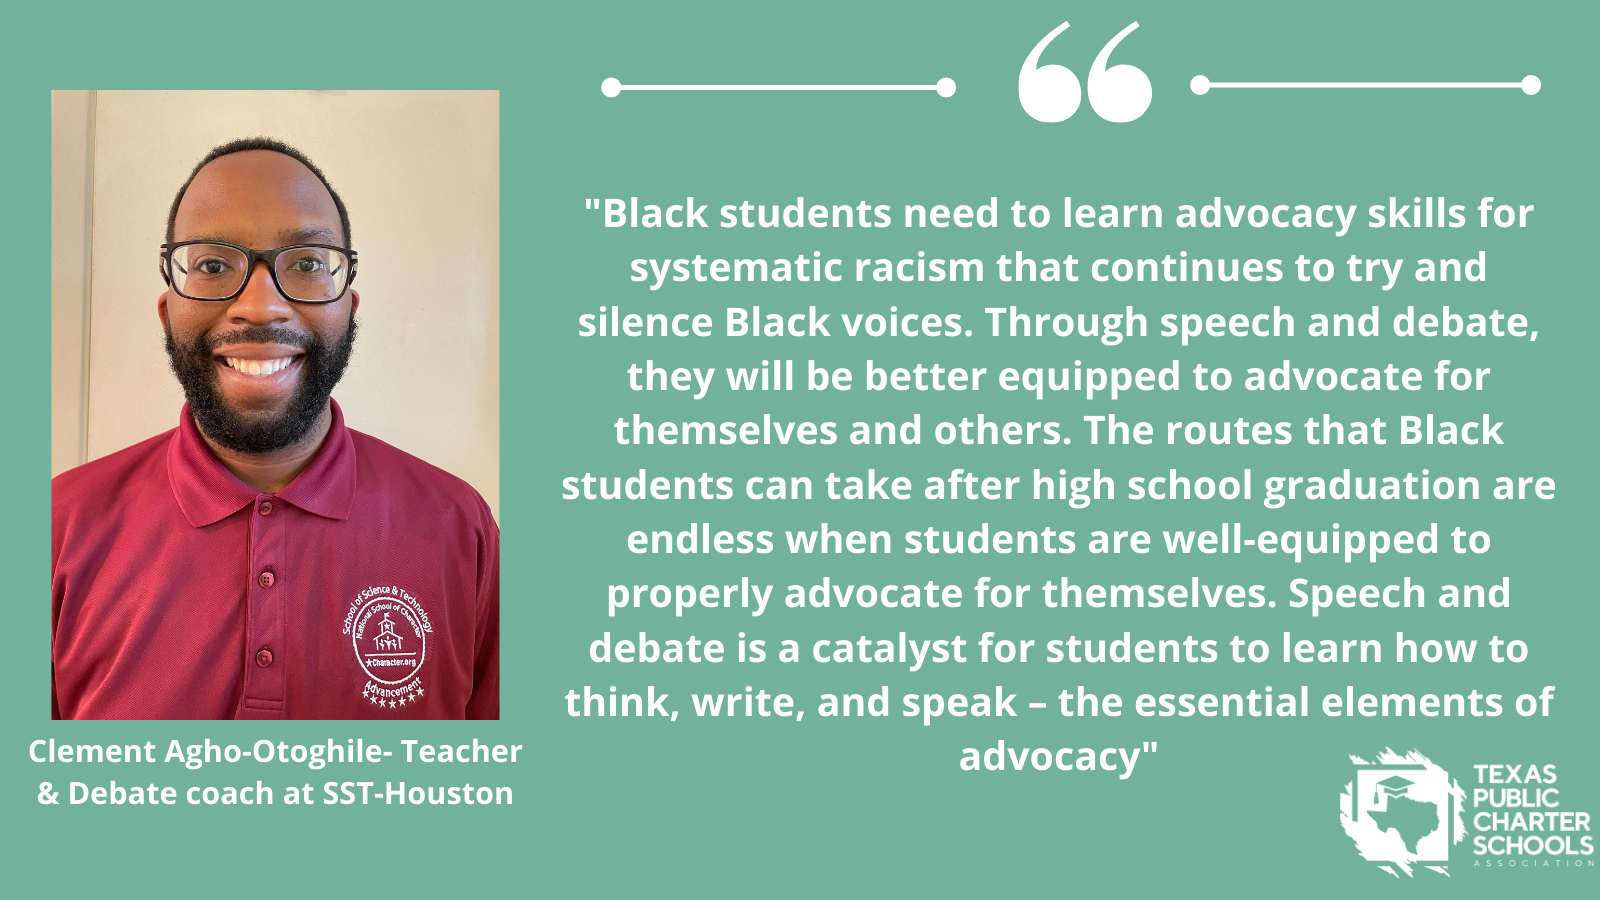 "Black students need to learn advocacy skills for
systematic racism that continues to try and
silence Black voices. Through speech and debate,
they will be better equipped to advocate for
themselves and others. The routes that Black
students can take after high school graduation are
endless when students are well-equipped to
properly advocate for themselves. Speech and
debate is a catalyst for students to learn how to
think, write, and speak – the essential elements of
advocacy"
School of Science & Technology
National School of Character
Character.org
Advancement
Clement Agho-Otoghile- Teacher
& Debate coach at SST-Houston
TEXAS
PUBLIC
CHARTER
SCHOOLS
ASSOCIATION